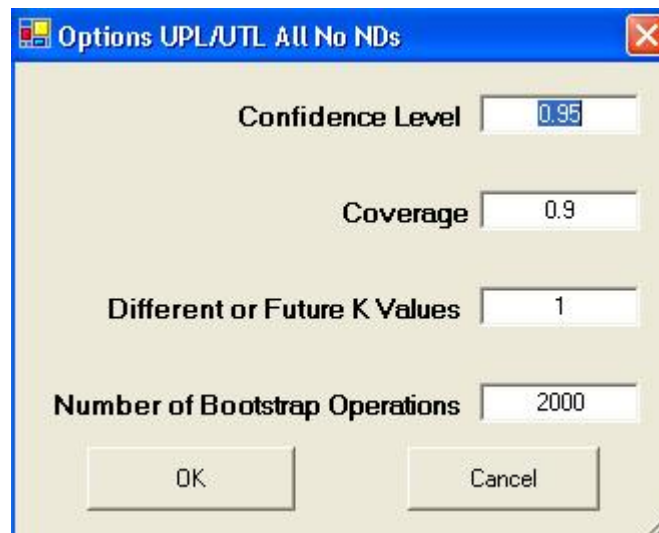 Options UPL/UTL All No NDs
Confidence Level 0.95
Coverage 0.9
Different or Future K Values 1
Number of Bootstrap Operations 2000
OK Cancel